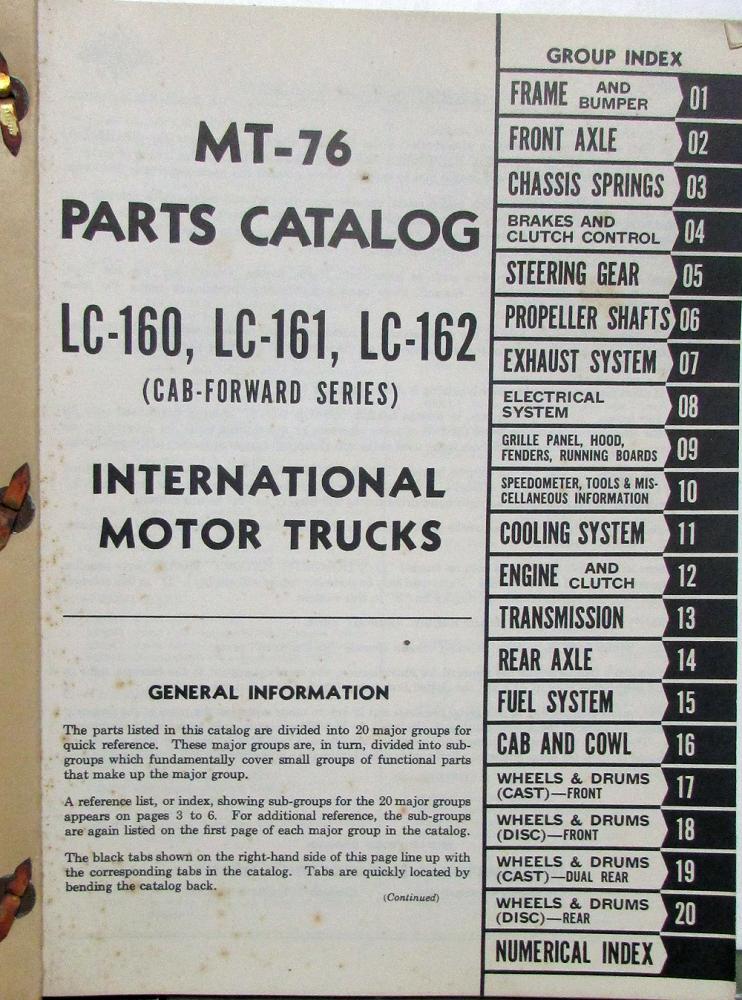 MT-76
PARTS CATALOG
LC-160, LC-161, LC-162
(CAB-FORWARD SERIES)
INTERNATIONAL
MOTOR TRUCKS
GENERAL INFORMATION
The parts listed in this catalog are divided into 20 major groups for
quick reference. These major groups are, in turn, divided into sub-
groups which fundamentally cover small groups of functional parts
that make up the major group.
A reference list, or index, showing sub-groups for the 20 major groups
appears on pages 3 to 6. For additional reference, the sub-groups
are again listed on the first page of each major group in the catalog.
The black tabs shown on the right-hand side of this page line up with
the corresponding tabs in the catalog. Tabs are quickly located by
bending the catalog back.
(Continued)
GROUP INDEX
FRAME AND BUMPER 01
FRONT AXLE 02
CHASSIS SPRINGS 03
BRAKES AND
CLUTCH CONTROL 04
STEERING GEAR 05
PROPELLER SHAFTS 06
EXHAUST SYSTEM 07
ELECTRICAL
SYSTEM 08
GRILLE PANEL, HOOD,
FENDERS, RUNNING BOARDS 09
SPEEDOMETER, TOOLS & MIS-
CELLANEOUS INFORMATION 10
COOLING SYSTEM 11
ENGINE AND CLUTCH 12
TRANSMISSION 13
REAR AXLE 14
FUEL SYSTEM 15
CAB AND COWL 16
WHEELS & DRUMS
(CAST)—FRONT 17
WHEELS & DRUMS
(DISC)—FRONT 18
WHEELS & DRUMS
(CAST)—DUAL REAR 19
WHEELS & DRUMS
(DISC)—REAR 20
NUMERICAL INDEX